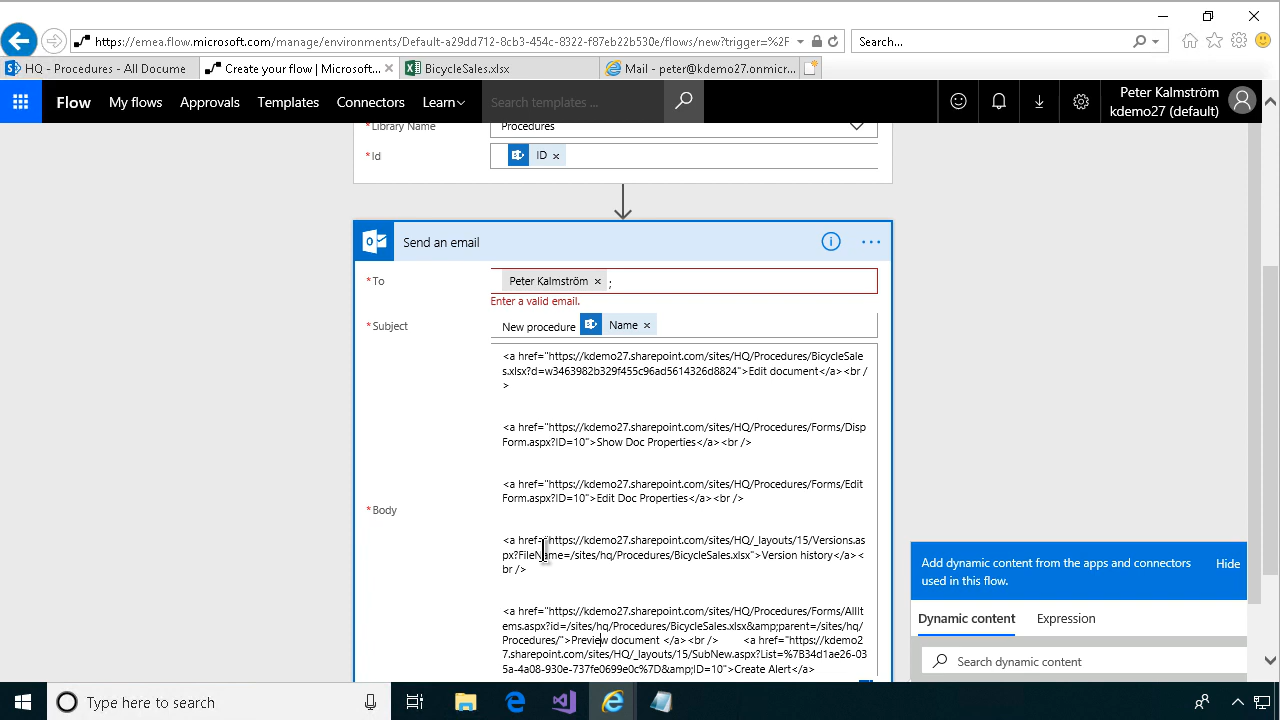 https://emea.flow.microsoft.com/manage/environments/Default-a29dd712-8cb3-454c-8322-f87eb22b530e/flows/new?trigger=%2F
Search...
HQ - Procedures - All Docume
Create your flow | Microsoft...
BicycleSales.xlsx
Mail - peter@kdemo27.onmicr...
Flow
My flows
Approvals
Templates
Connectors
Learn
Search templates ...
Peter Kalmström
kdemo27 (default)
*Library Name
Procedures
*Id
ID ×
Send an email
*To
Peter Kalmström × ;
Enter a valid email.
*Subject
New procedure Name ×
*Body
<a href="https://kdemo27.sharepoint.com/sites/HQ/Procedures/BicycleSale
s.xlsx?d=w3463982b329f455c96ad5614326d8824">Edit document</a><br /
>
<a href="https://kdemo27.sharepoint.com/sites/HQ/Procedures/Forms/Disp
Form.aspx?ID=10">Show Doc Properties</a><br />
<a href="https://kdemo27.sharepoint.com/sites/HQ/Procedures/Forms/Edit
Form.aspx?ID=10">Edit Doc Properties</a><br />
<a href="https://kdemo27.sharepoint.com/sites/HQ/_layouts/15/Versions.as
px?FileName=/sites/hq/Procedures/BicycleSales.xlsx">Version history</a><
br />
<a href="https://kdemo27.sharepoint.com/sites/HQ/Procedures/Forms/AllIt
ems.aspx?id=/sites/hq/Procedures/BicycleSales.xlsx&amp;parent=/sites/hq/
Procedures/">Preview document </a><br /> <a href="https://kdemo2
7.sharepoint.com/sites/HQ/_layouts/15/SubNew.aspx?List=%7B34d1ae26-03
5a-4a08-930e-737fe0699e0c%7D&amp;ID=10">Create Alert</a>
Add dynamic content from the apps and connectors
used in this flow.
Hide
Dynamic content
Expression
Search dynamic content
Type here to search